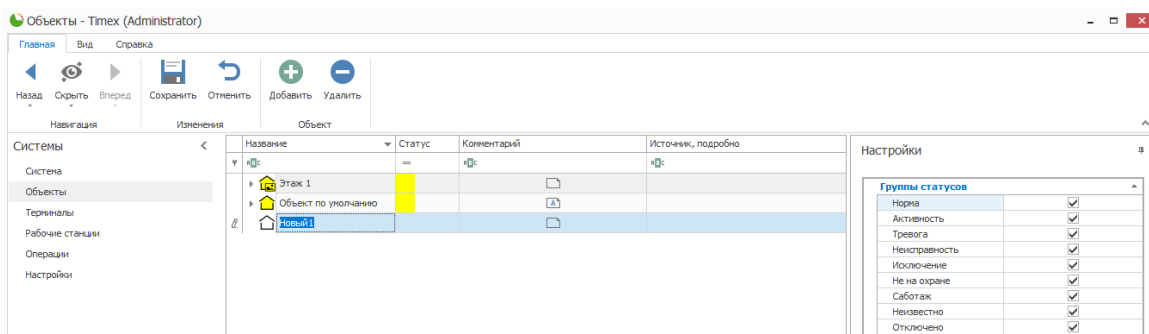 Объекты - Timex (Administrator)
Главная Вид Справка
Назад Скрыть Вперед Сохранить Отменить Добавить Удалить
Навигация Изменения Объект
Системы
Система
Объекты
Терминалы
Рабочие станции
Операции
Настройки
Название Статус Комментарий Источник, подробно
Этаж 1
Объект по умолчанию
Новый1
Настройки
Группы статусов
Норма
Активность
Тревога
Неисправность
Исключение
Не на охране
Саботаж
Неизвестно
Отключено